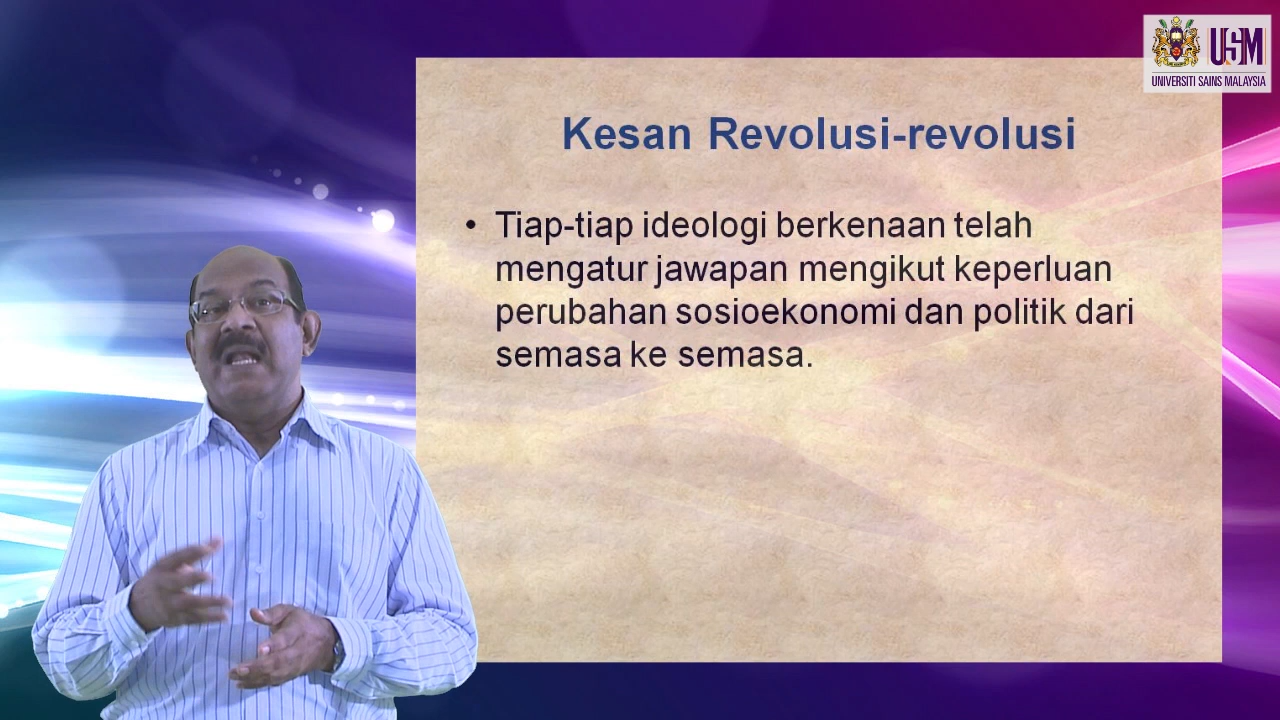 USM
UNIVERSITI SAINS MALAYSIA
Kesan Revolusi-revolusi
• Tiap-tiap ideologi berkenaan telah
mengatur jawapan mengikut keperluan
perubahan sosioekonomi dan politik dari
semasa ke semasa.